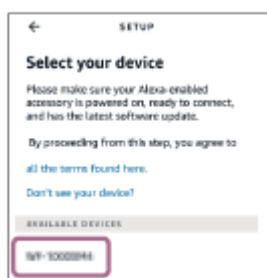 SETUP
Select your device
Please make sure your Alexa-enabled
accessory is powered on, ready to connect,
and has the latest software update.
By proceeding from this step, you agree to
all the terms found here.
Don't see your device?
AVAILABLE DEVICES